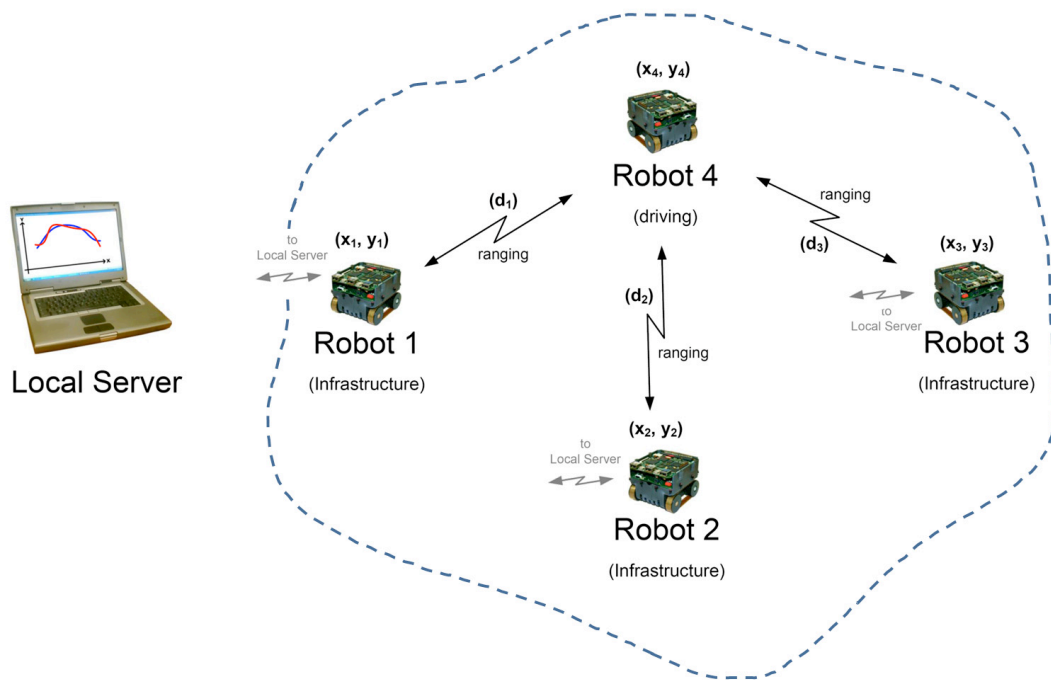 (x₄, y₄)
Robot 4
(driving)
(d₁)
ranging
ranging
(d₃)
to
Local Server
(x₁, y₁)
Robot 1
(Infrastructure)
(d₂)
ranging
(x₃, y₃)
to
Local Server
Robot 3
(Infrastructure)
Y
X
Local Server
(x₂, y₂)
to
Local Server
Robot 2
(Infrastructure)